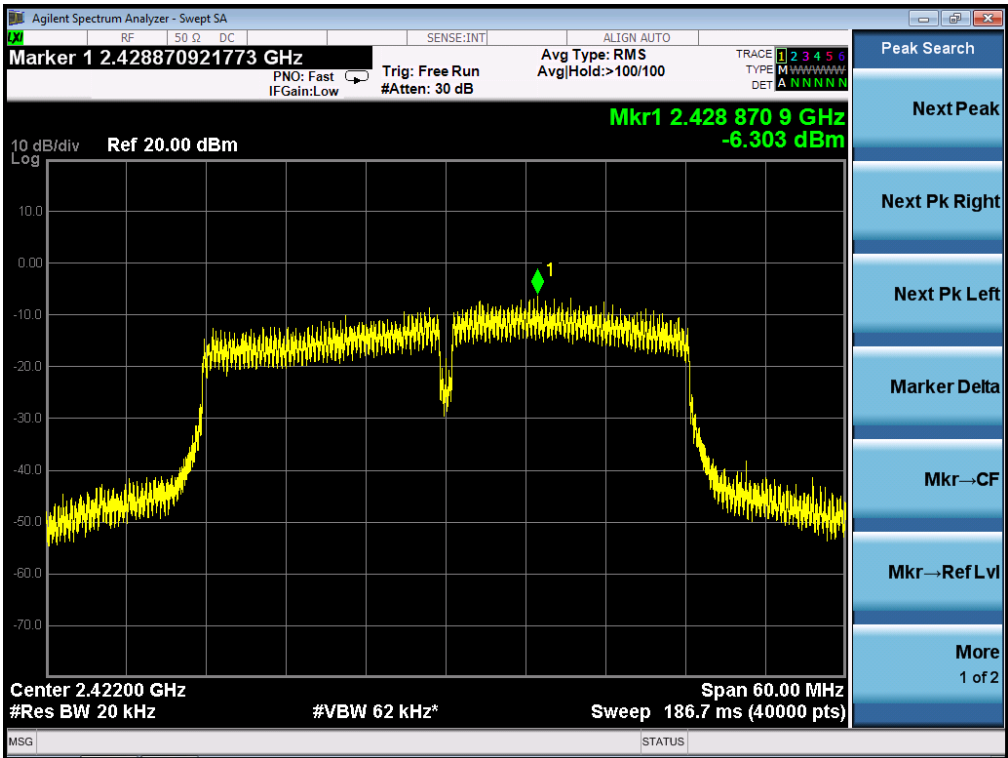 Agilent Spectrum Analyzer - Swept SA
LXI RF 50 Ω DC SENSE:INT ALIGN AUTO
Marker 1 2.428870921773 GHz
PNO: Fast
IFGain:Low
Trig: Free Run
#Atten: 30 dB
Avg Type: RMS
Avg|Hold:>100/100
TRACE 1 2 3 4 5 6
TYPE M WWWWW
DET A N N N N N
Mkr1 2.428 870 9 GHz
-6.303 dBm
10 dB/div Ref 20.00 dBm
Log
10.0
0.00
-10.0
-20.0
-30.0
-40.0
-50.0
-60.0
-70.0
1
Center 2.42200 GHz Span 60.00 MHz
#Res BW 20 kHz #VBW 62 kHz* Sweep 186.7 ms (40000 pts)
MSG STATUS
Peak Search
Next Peak
Next Pk Right
Next Pk Left
Marker Delta
Mkr→CF
Mkr→Ref Lvl
More
1 of 2